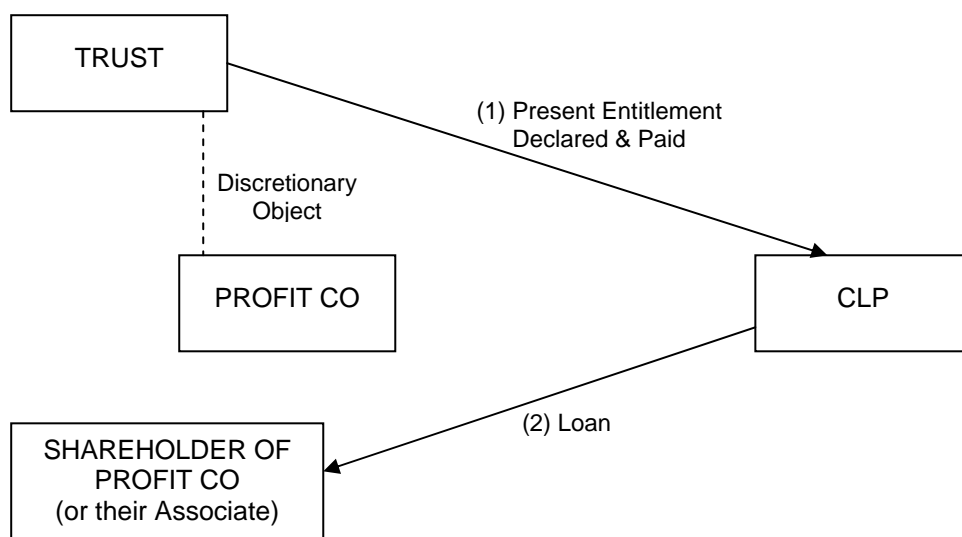 TRUST
(1) Present Entitlement
Declared & Paid
Discretionary
Object
PROFIT CO
CLP
(2) Loan
SHAREHOLDER OF
PROFIT CO
(or their Associate)